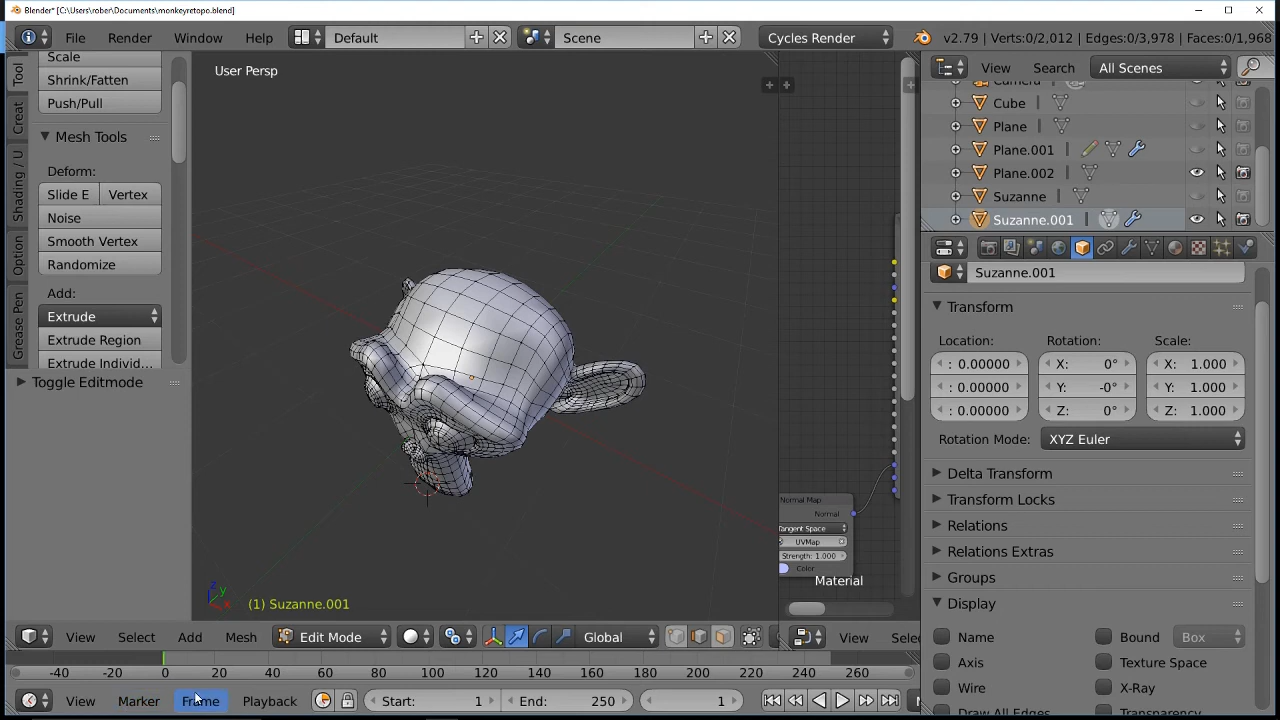 Blender* [C:\Users\rober\Documents\monkeyretopo.blend]
File Render Window Help Default Scene Cycles Render v2.79 | Verts:0/2,012 | Edges:0/3,978 | Faces:0/1,968
Tool
Creat
Shading / U
Option
Grease Pen
Scale
Shrink/Fatten
Push/Pull
Mesh Tools
Deform:
Slide E Vertex
Noise
Smooth Vertex
Randomize
Add:
Extrude
Extrude Region
Extrude Individ...
Toggle Editmode
User Persp
(1) Suzanne.001
Normal Map
Normal
Tangent Space
UVMap
Strength: 1.000
Color
Material
View Search All Scenes
Camera
Cube
Plane
Plane.001
Plane.002
Suzanne
Suzanne.001
Suzanne.001
Transform
Location: Rotation: Scale:
: 0.00000 X: 0° X: 1.000
: 0.00000 Y: -0° Y: 1.000
: 0.00000 Z: 0° Z: 1.000
Rotation Mode: XYZ Euler
Delta Transform
Transform Locks
Relations
Relations Extras
Groups
Display
Name Bound Box
Axis Texture Space
Wire X-Ray
Draw All Edges Transparency
View Select Add Mesh Edit Mode Global View Selec
-40 -20 0 20 40 60 80 100 120 140 160 180 200 220 240 260
View Marker Frame Playback Start: 1 End: 250 1